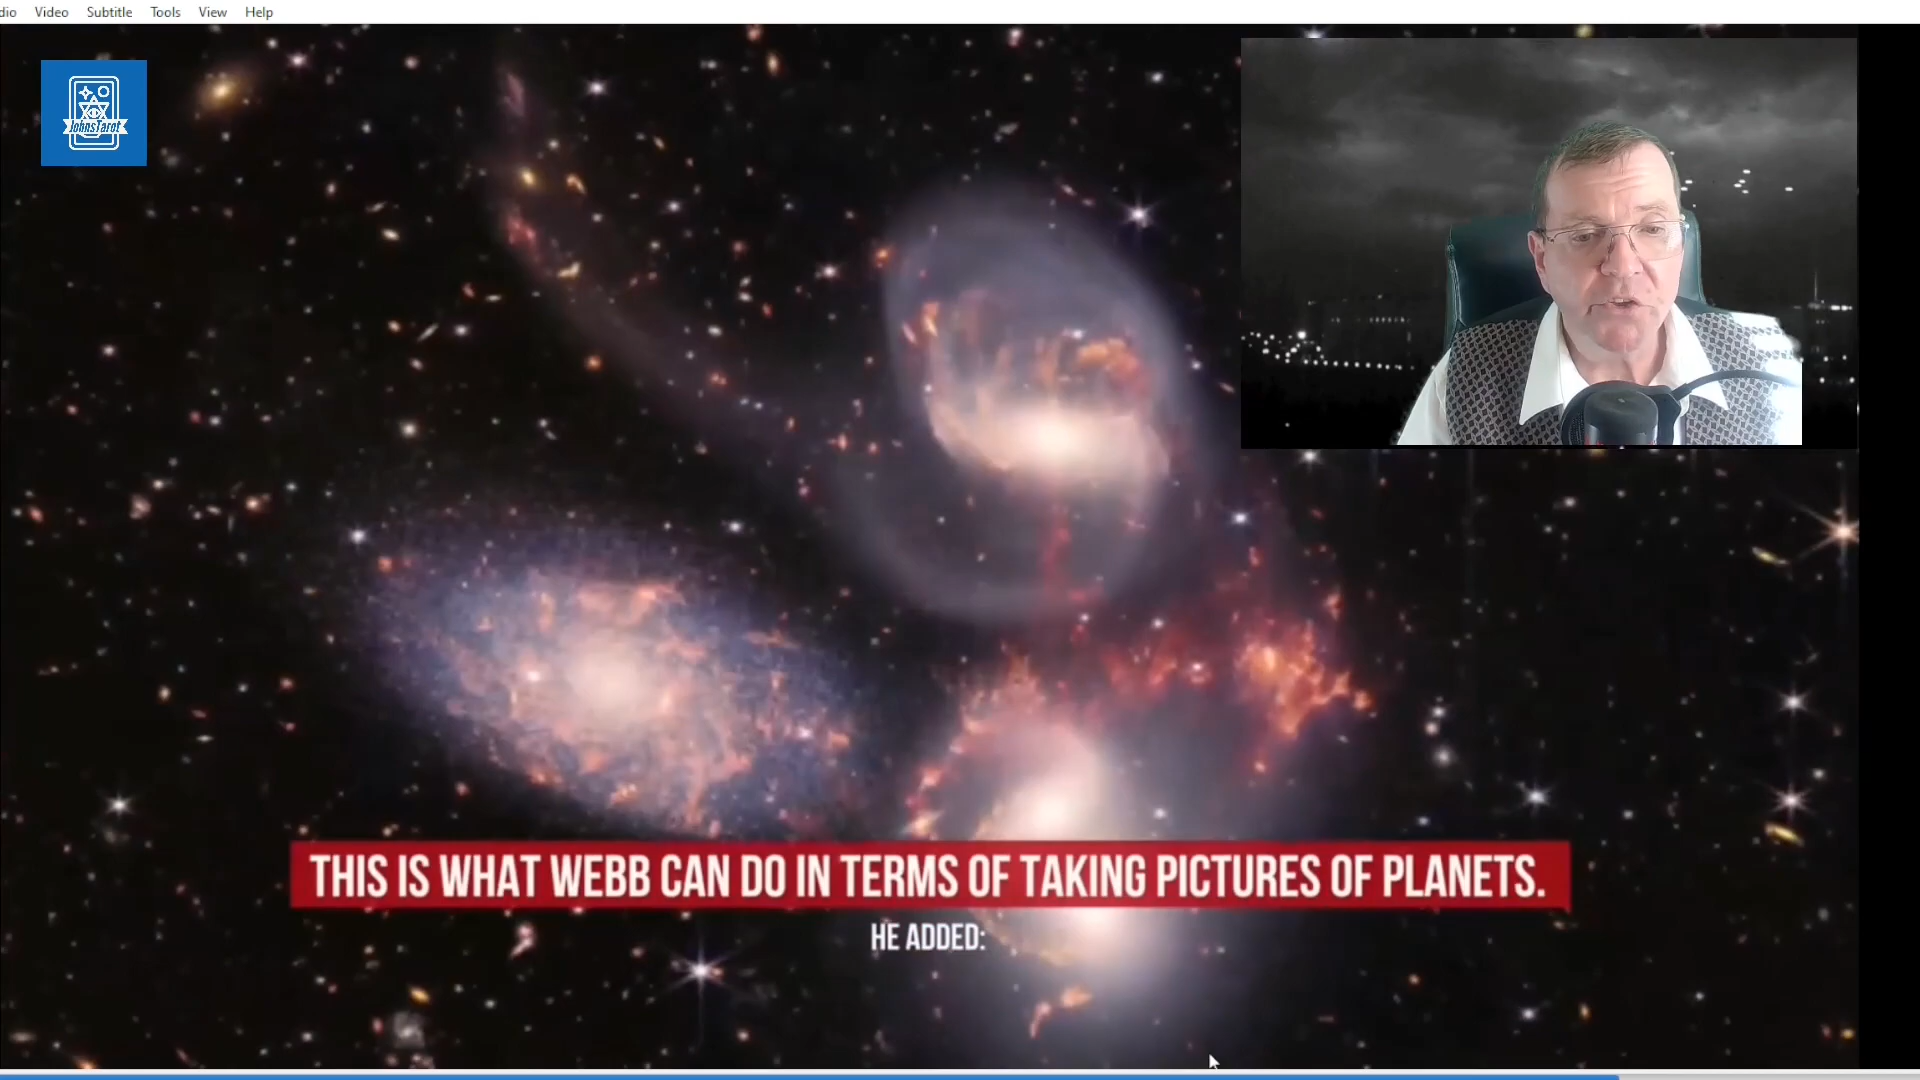 dio Video Subtitle Tools View Help
JohnsTarot
THIS IS WHAT WEBB CAN DO IN TERMS OF TAKING PICTURES OF PLANETS.
HE ADDED: